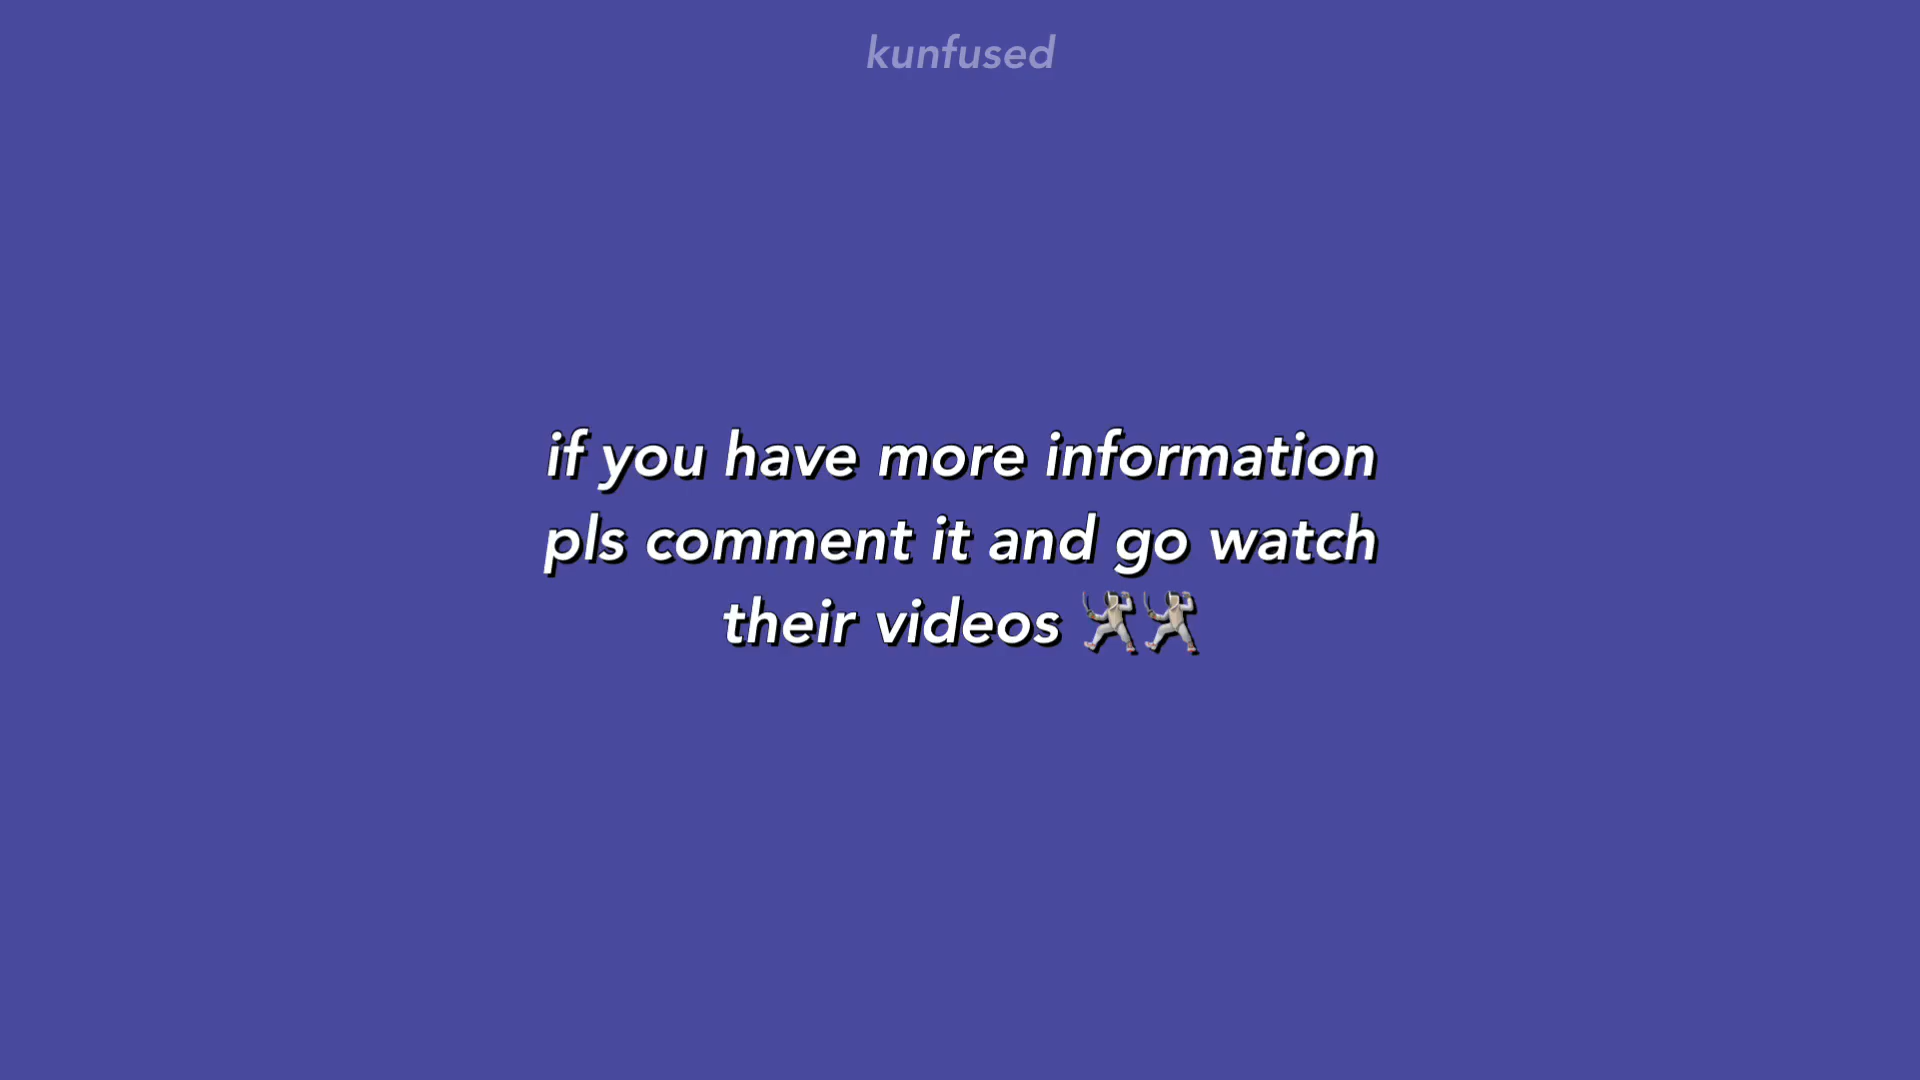 kunfused
if you have more information
pls comment it and go watch
their videos 🤺🤺